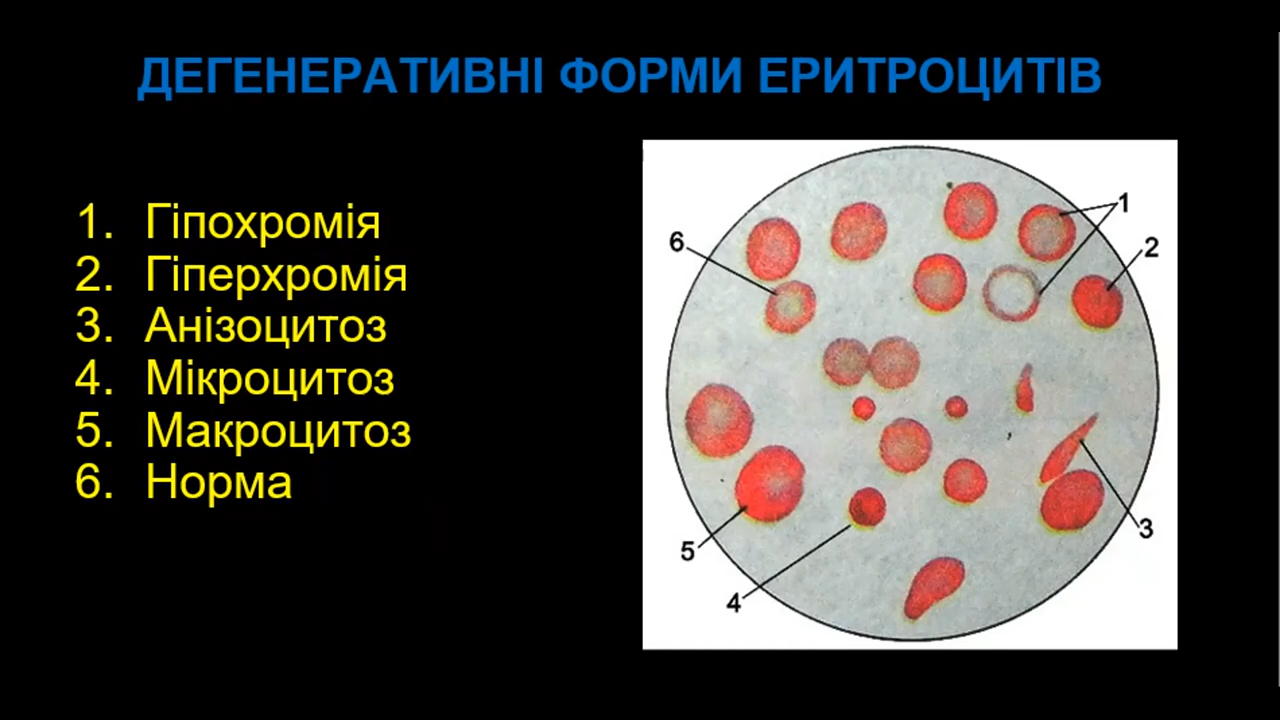 ДЕГЕНЕРАТИВНІ ФОРМИ ЕРИТРОЦИТІВ
1. Гіпохромія
2. Гіперхромія
3. Анізоцитоз
4. Мікроцитоз
5. Макроцитоз
6. Норма
1
6
2
3
5
4